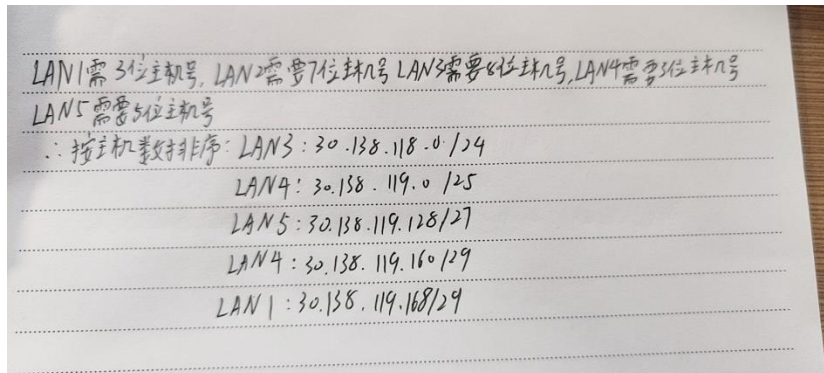 LAN1需3位主机号, LAN2需要7位主机号 LAN3需要8位主机号,LAN4需要3位主机号
LAN5需要5位主机号
∴按主机数排序: LAN3:30.138.118.0/24
LAN4:30.138.119.0/25
LAN5:30.138.119.128/27
LAN4:30.138.119.160/29
LAN1:30.138.119.168/29